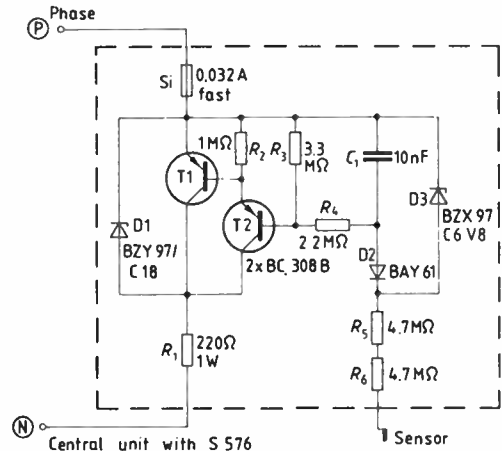 Phase
P
Si
0.032A
fast
1MΩ
R2
R3
3.3
MΩ
C1
10nF
T1
D3
R4
T2
D1
2 2MΩ
BZX 97
C6 V8
BZY 97/
C 18
D2
2x BC 308 B
BAY 61
R5
4.7MΩ
R1
220Ω
1W
R6
4.7MΩ
N
Central unit with S 576
Sensor